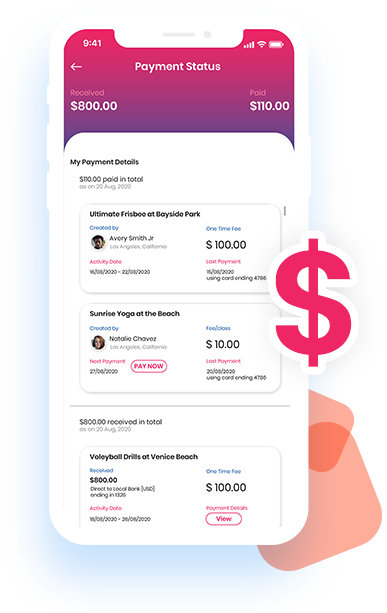 9:41
Payment Status
Received Paid
$800.00 $110.00
My Payment Details
$110.00 paid in total
as on 20 Aug, 2020
Ultimate Frisbee at Bayside Park
Created by One Time Fee
Avory Smith Jr
Los Angeles, California
$ 100.00
Activity Date Last Payment
16/08/2020 - 22/08/2020 15/08/2020
using card ending 4786
Sunrise Yoga at the Beach
Created by Fee/class
Natalie Chavez
Los Angeles, California
$ 10.00
Next Payment PAY NOW Last Payment
27/08/2020 20/08/2020
using card ending 4786
$800.00 received in total
as on 20 Aug, 2020
Voleyball Drills at Venice Beach
Received One Time Fee
$800.00
Direct to Local Bank [USD]
ending in 1326
$ 100.00
Activity Date Payment Details
18/08/2020 - 26/08/2020 View
$